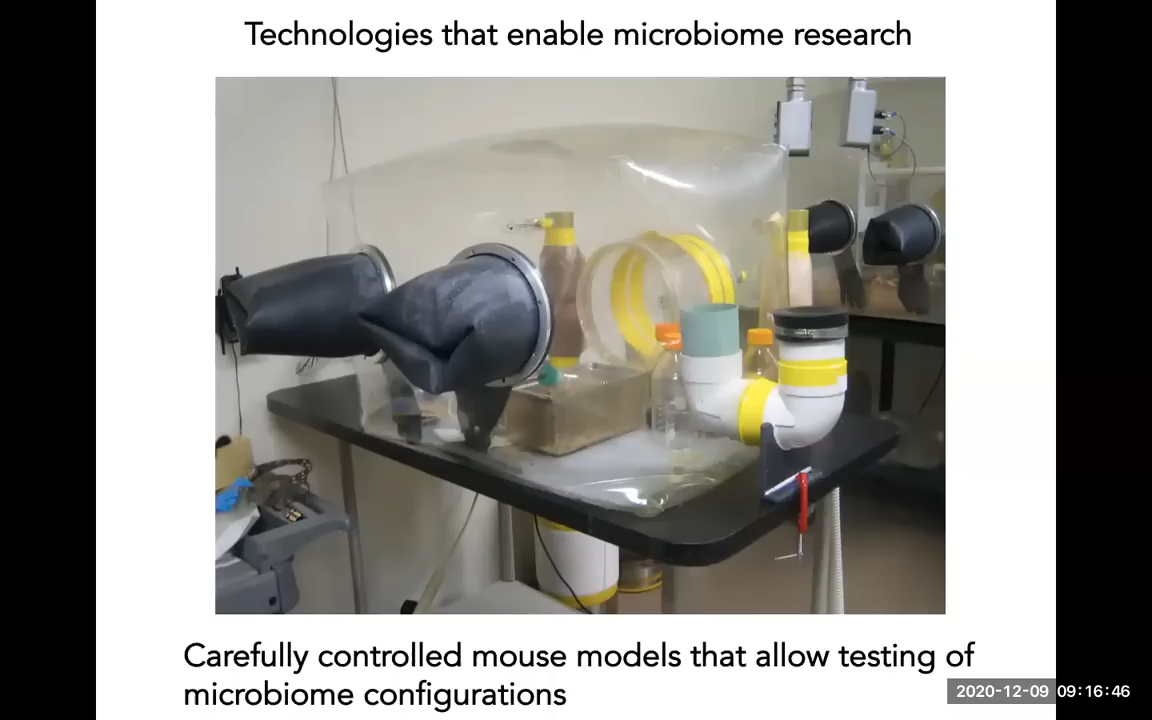 Technologies that enable microbiome research
Carefully controlled mouse models that allow testing of
microbiome configurations
2020-12-09 09:16:46